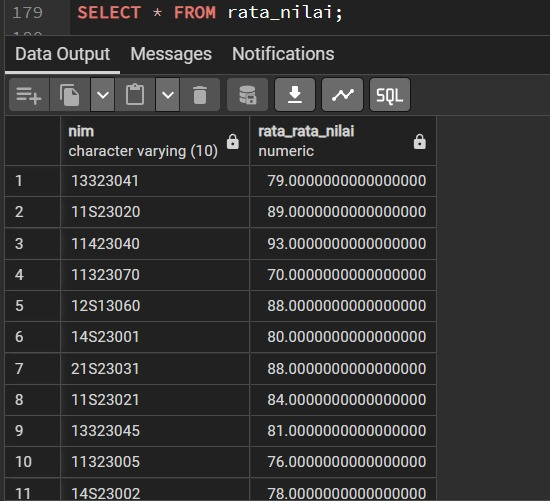 179 SELECT * FROM rata_nilai;
Data Output Messages Notifications
SQL
nim rata_rata_nilai
character varying (10) numeric
1 13323041 79.0000000000000000
2 11S23020 89.0000000000000000
3 11423040 93.0000000000000000
4 11323070 70.0000000000000000
5 12S13060 88.0000000000000000
6 14S23001 80.0000000000000000
7 21S23031 88.0000000000000000
8 11S23021 84.0000000000000000
9 13323045 81.0000000000000000
10 11323005 76.0000000000000000
11 14S23002 78.0000000000000000